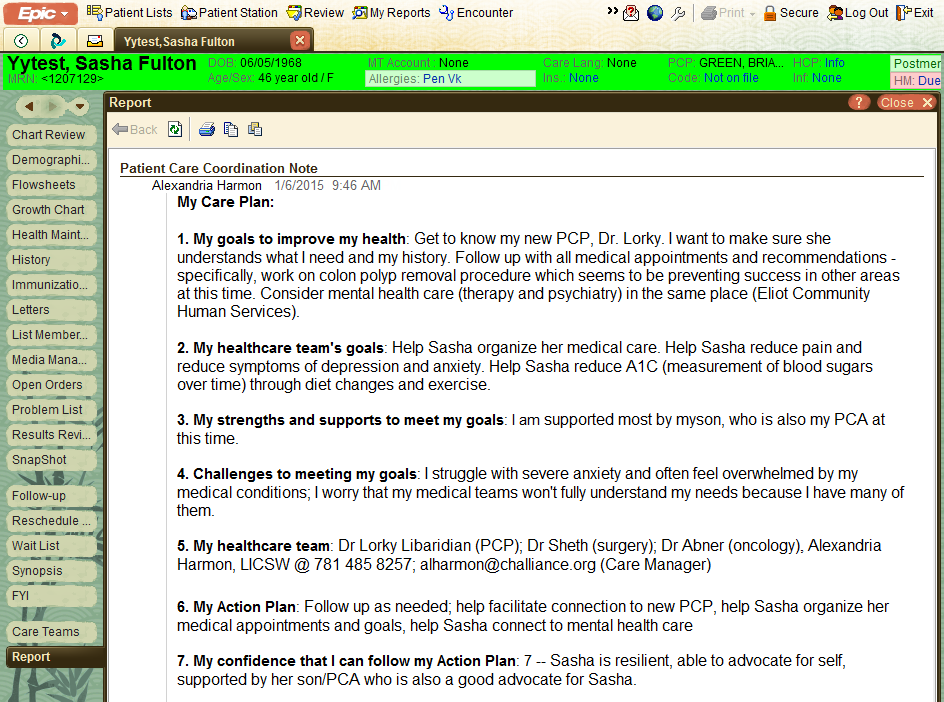 Epic Patient Lists Patient Station Review My Reports Encounter » Print Secure Log Out Exit
Yytest,Sasha Fulton
Yytest, Sasha Fulton DOB: 06/05/1968 MT Account: None Care Lang: None PCP: GREEN, BRIA... HCP: Info Postmen
MRN: <1207129> Age/Sex: 46 year old / F Allergies: Pen Vk Ins: None Code: Not on file Inf: None HM: Due
Report ? Close
Back
Chart Review
Demographi...
Flowsheets
Growth Chart
Health Maint...
History
Immunizatio...
Letters
List Member...
Media Mana...
Open Orders
Problem List
Results Revi...
SnapShot
Follow-up
Reschedule ...
Wait List
Synopsis
FYI
Care Teams
Report
Patient Care Coordination Note
Alexandria Harmon 1/6/2015 9:46 AM
My Care Plan:
1. My goals to improve my health: Get to know my new PCP, Dr. Lorky. I want to make sure she
understands what I need and my history. Follow up with all medical appointments and recommendations -
specifically, work on colon polyp removal procedure which seems to be preventing success in other areas
at this time. Consider mental health care (therapy and psychiatry) in the same place (Eliot Community
Human Services).
2. My healthcare team's goals: Help Sasha organize her medical care. Help Sasha reduce pain and
reduce symptoms of depression and anxiety. Help Sasha reduce A1C (measurement of blood sugars
over time) through diet changes and exercise.
3. My strengths and supports to meet my goals: I am supported most by myson, who is also my PCA at
this time.
4. Challenges to meeting my goals: I struggle with severe anxiety and often feel overwhelmed by my
medical conditions; I worry that my medical teams won't fully understand my needs because I have many of
them.
5. My healthcare team: Dr Lorky Libaridian (PCP); Dr Sheth (surgery); Dr Abner (oncology), Alexandria
Harmon, LICSW @ 781 485 8257; alharmon@challiance.org (Care Manager)
6. My Action Plan: Follow up as needed; help facilitate connection to new PCP, help Sasha organize her
medical appointments and goals, help Sasha connect to mental health care
7. My confidence that I can follow my Action Plan: 7 -- Sasha is resilient, able to advocate for self,
supported by her son/PCA who is also a good advocate for Sasha.